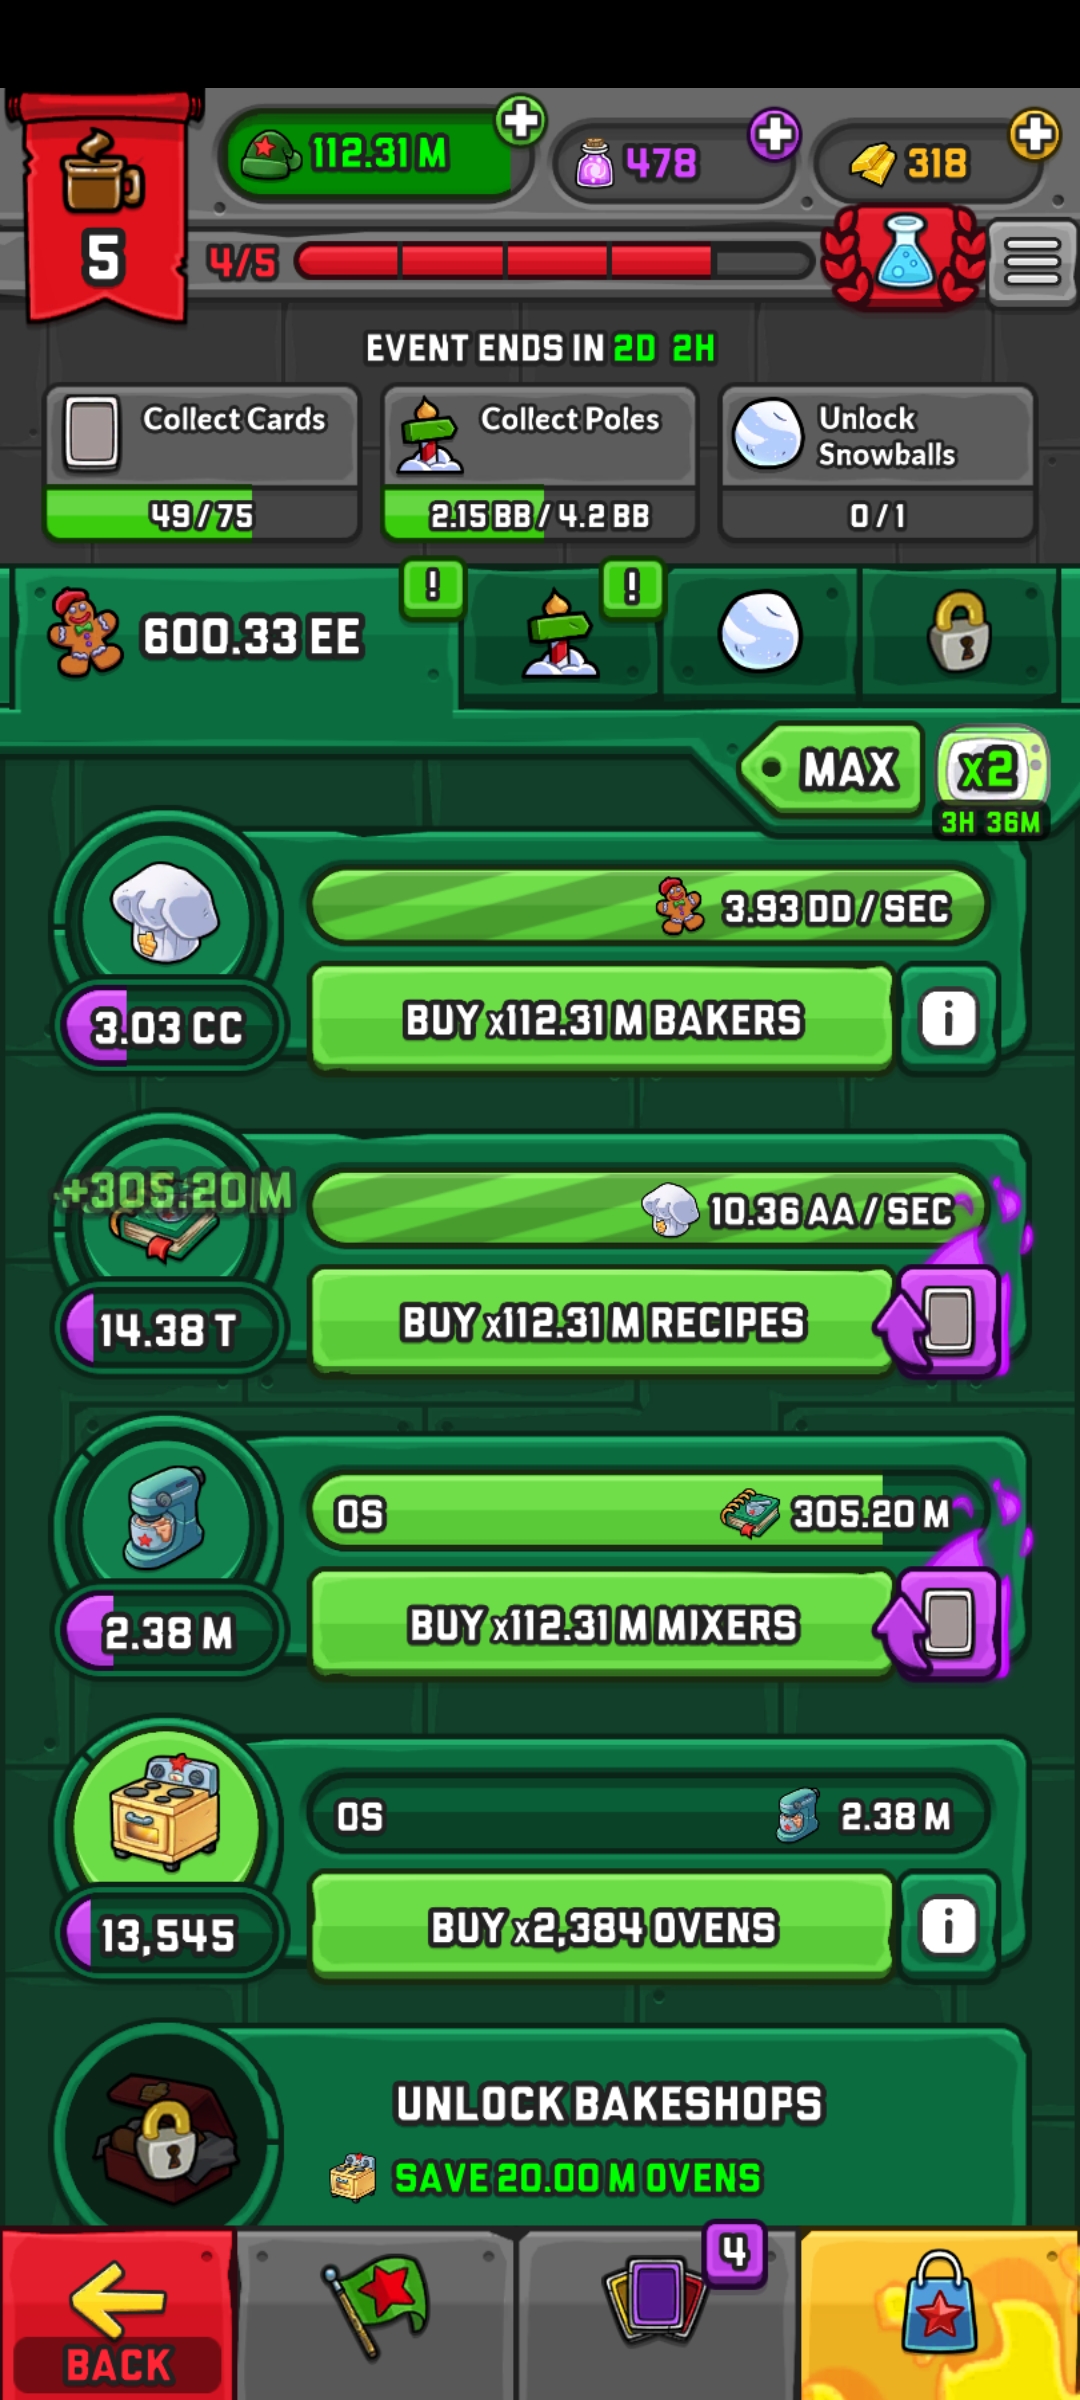 112.31 M
478
318
5
4/5
EVENT ENDS IN 2D 2H
Collect Cards
49/75
Collect Poles
2.15 BB/ 4.2 BB
Unlock
Snowballs
0/1
600.33 EE
!
!
MAX
x2
3H 36M
3.93 DD / SEC
3.03 CC
BUY x112.31 M BAKERS
i
+305.20 M
10.36 AA / SEC
14.38 T
BUY x112.31 M RECIPES
0S
305.20 M
2.38 M
BUY x112.31 M MIXERS
0S
2.38 M
13,545
BUY x2,384 OVENS
i
UNLOCK BAKESHOPS
SAVE 20.00 M OVENS
4
BACK